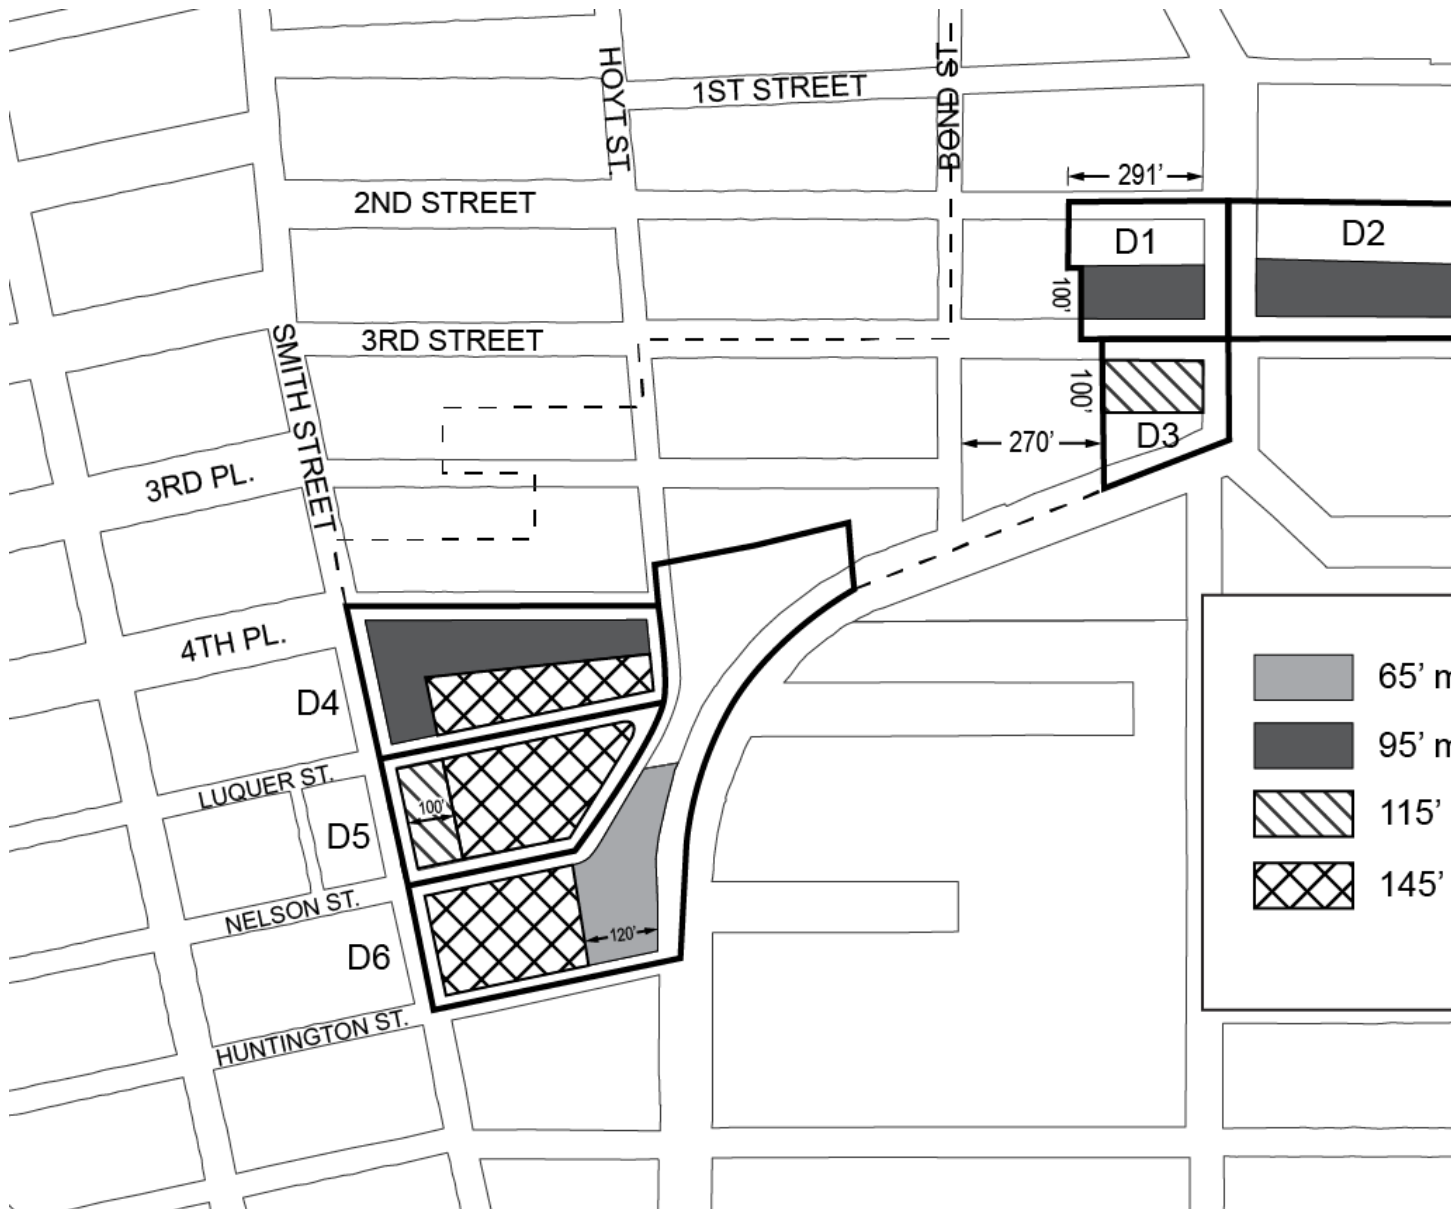 HOYT ST.
1ST STREET
BOND ST.
291'
2ND STREET
D1
D2
100'
3RD STREET
SMITH STREET
100'
D3
270'
3RD PL.
4TH PL.
D4
65' m
95' m
LUQUER ST.
100'
115'
D5
145'
NELSON ST.
120'
D6
HUNTINGTON ST.